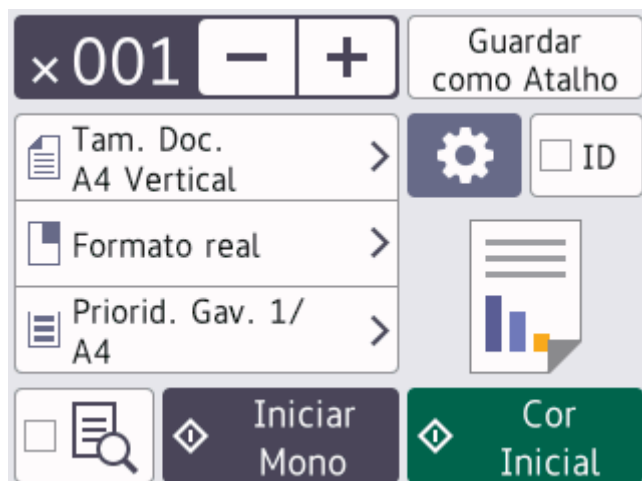 ×001 − +
Guardar
como Atalho
Tam. Doc.
A4 Vertical
ID
Formato real
Priorid. Gav. 1/
A4
Iniciar
Mono
Cor
Inicial